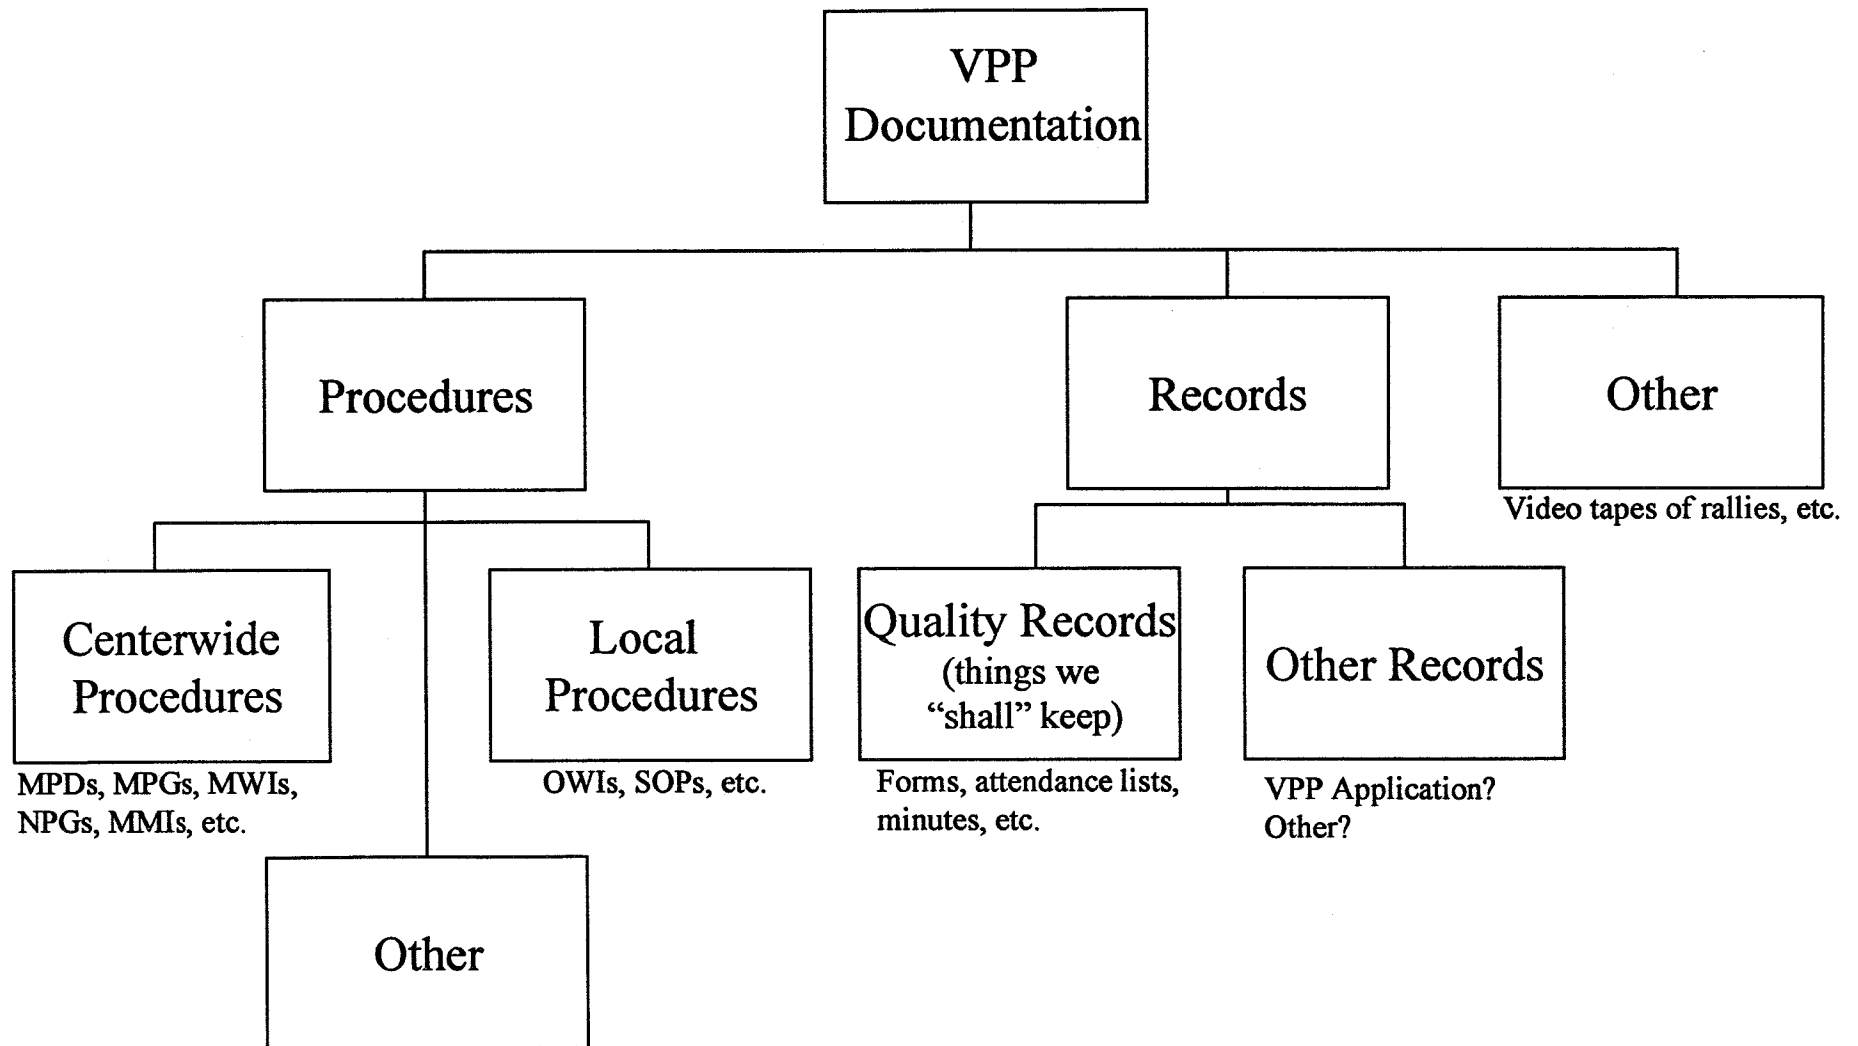 VPP
Documentation
Procedures
Records
Other
Video tapes of rallies, etc.
Centerwide
Procedures
MPDs, MPGs, MWIs,
NPGs, MMIs, etc.
Local
Procedures
OWIs, SOPs, etc.
Quality Records
(things we
“shall” keep)
Forms, attendance lists,
minutes, etc.
Other Records
VPP Application?
Other?
Other